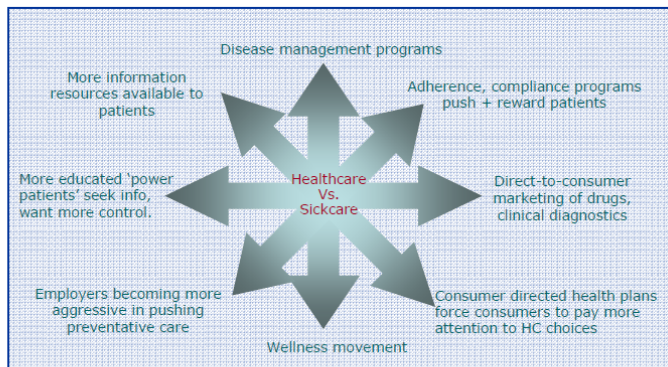 Disease management programs
More information
resources available to
patients
Adherence, compliance programs
push + reward patients
More educated ‘power
patients’ seek info,
want more control.
Healthcare
Vs.
Sickcare
Direct-to-consumer
marketing of drugs,
clinical diagnostics
Employers becoming more
aggressive in pushing
preventative care
Consumer directed health plans
force consumers to pay more
attention to HC choices
Wellness movement